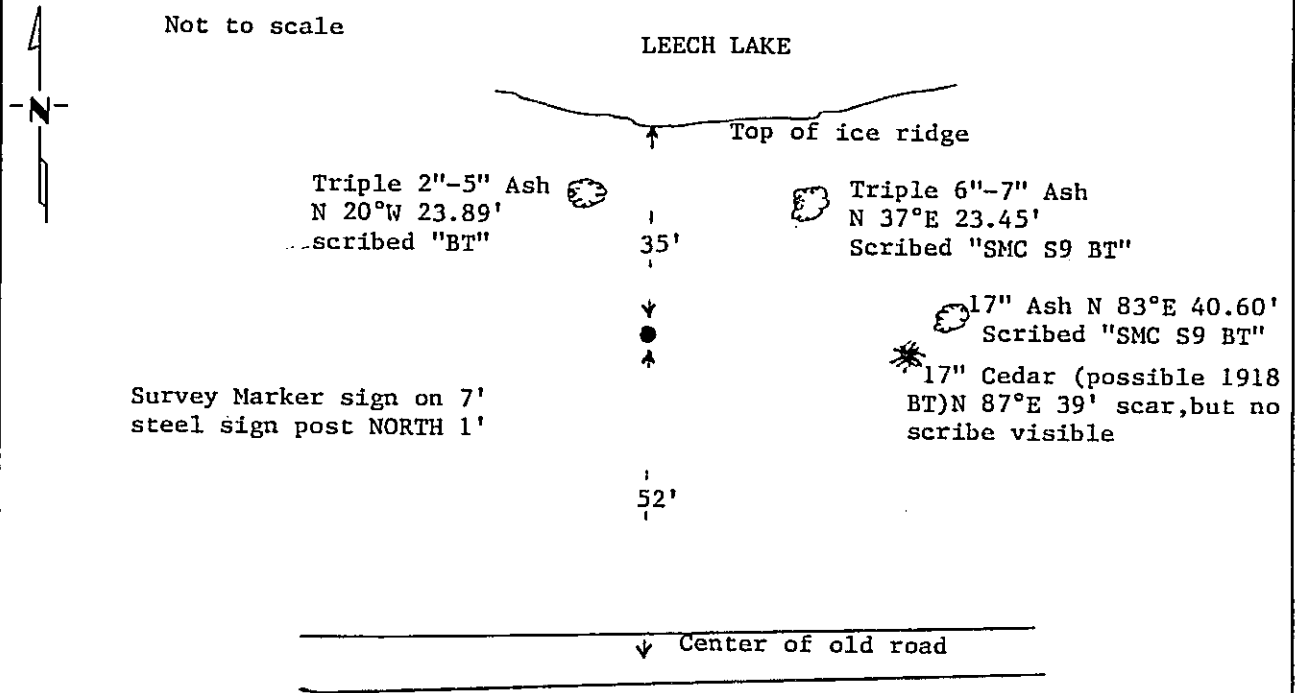 Not to scale
LEECH LAKE
-N-
Top of ice ridge
Triple 2"-5" Ash
N 20°W 23.89'
scribed "BT"
35'
Triple 6"-7" Ash
N 37°E 23.45'
Scribed "SMC S9 BT"
17" Ash N 83°E 40.60'
Scribed "SMC S9 BT"
17" Cedar (possible 1918
BT)N 87°E 39' scar,but no
scribe visible
Survey Marker sign on 7'
steel sign post NORTH 1'
52'
Center of old road